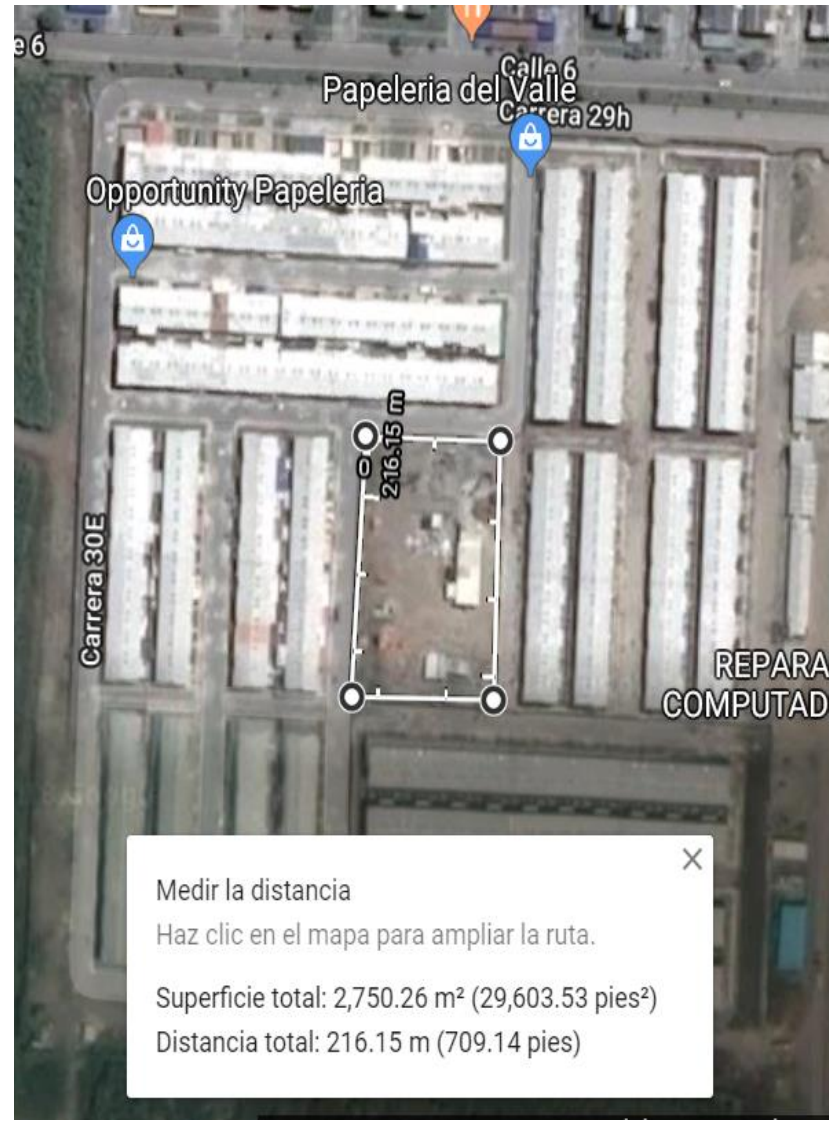 e 6
Calle 6
Papeleria del Valle
Carrera 29h
Opportunity Papeleria
216.15 m
0
Carrera 30E
REPARA
COMPUTAD
Medir la distancia
Haz clic en el mapa para ampliar la ruta.
Superficie total: 2,750.26 m² (29,603.53 pies²)
Distancia total: 216.15 m (709.14 pies)